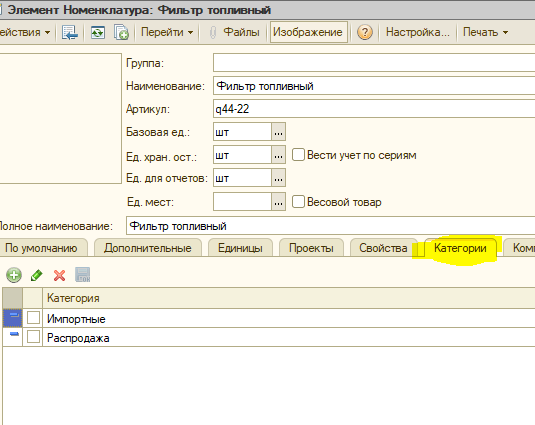 Элемент Номенклатура: Фильтр топливный
ействия Перейти Файлы Изображение Настройка... Печать
Группа:
Наименование: Фильтр топливный
Артикул: q44-22
Базовая ед.: шт ...
Ед. хран. ост.: шт ... Вести учет по сериям
Ед. для отчетов: шт ...
Ед. мест: ... Весовой товар
Полное наименование: Фильтр топливный
По умолчанию Дополнительные Единицы Проекты Свойства Категории Ком
Категория
Импортные
Распродажа